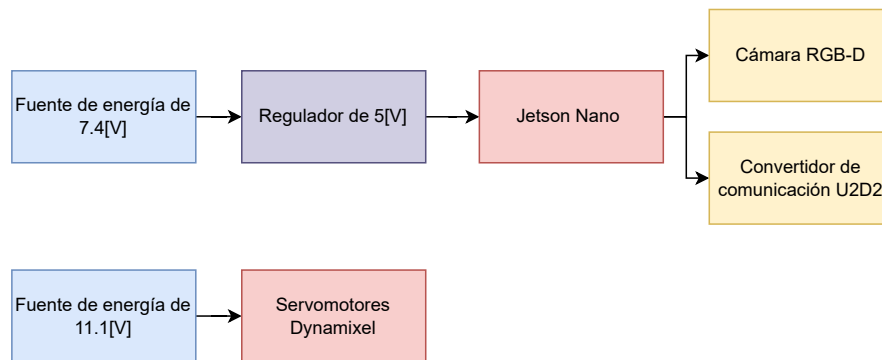 Cámara RGB-D
Fuente de energía de
7.4[V]
Regulador de 5[V]
Jetson Nano
Convertidor de
comunicación U2D2
Fuente de energía de
11.1[V]
Servomotores
Dynamixel